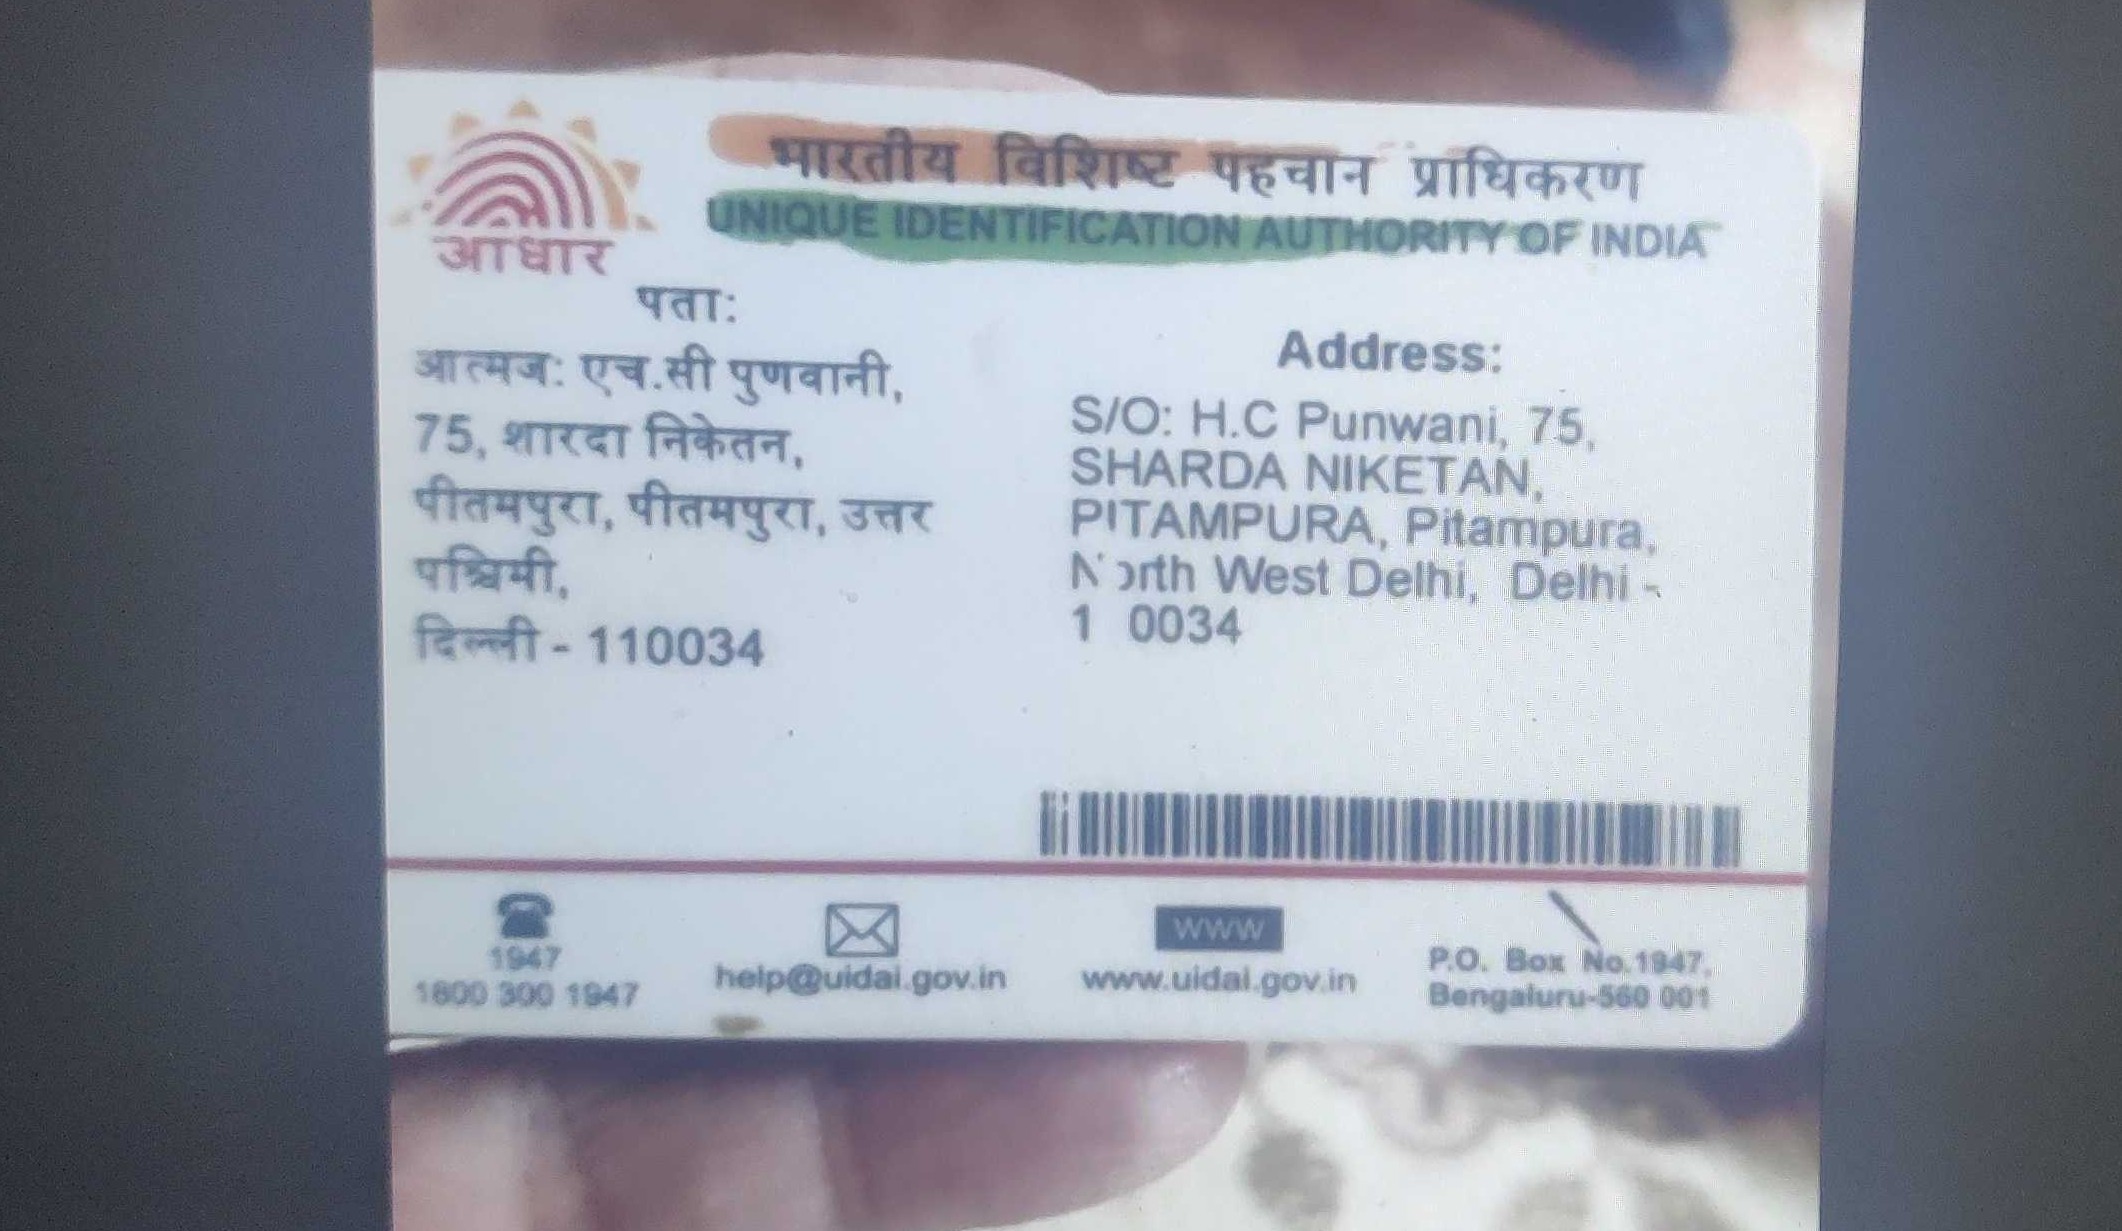 भारतीय विशिष्ट पहचान प्राधिकरण
UNIQUE IDENTIFICATION AUTHORITY OF INDIA
आधार
पता:
आत्मज: एच.सी पुणवानी,
75, शारदा निकेतन,
पीतमपुरा, पीतमपुरा, उत्तर
पश्चिमी,
दिल्ली - 110034
Address:
S/O: H.C Punwani, 75,
SHARDA NIKETAN,
PITAMPURA, Pitampura,
North West Delhi, Delhi -
1 0034
1947
1800 300 1947
help@uidai.gov.in
WWW
www.uidai.gov.in
P.O. Box No.1947,
Bengaluru-560 001